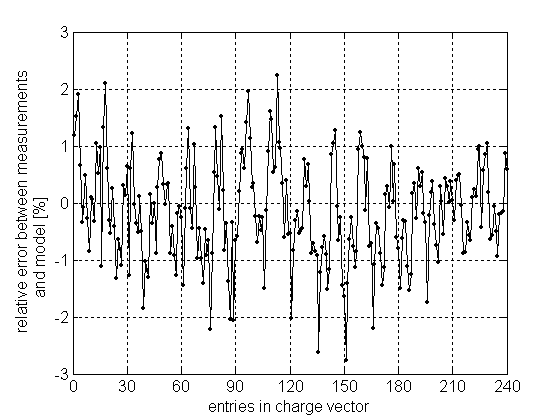 relative error between measurements
and model [%]
3
2
1
0
-1
-2
-3
0 30 60 90 120 150 180 210 240
entries in charge vector